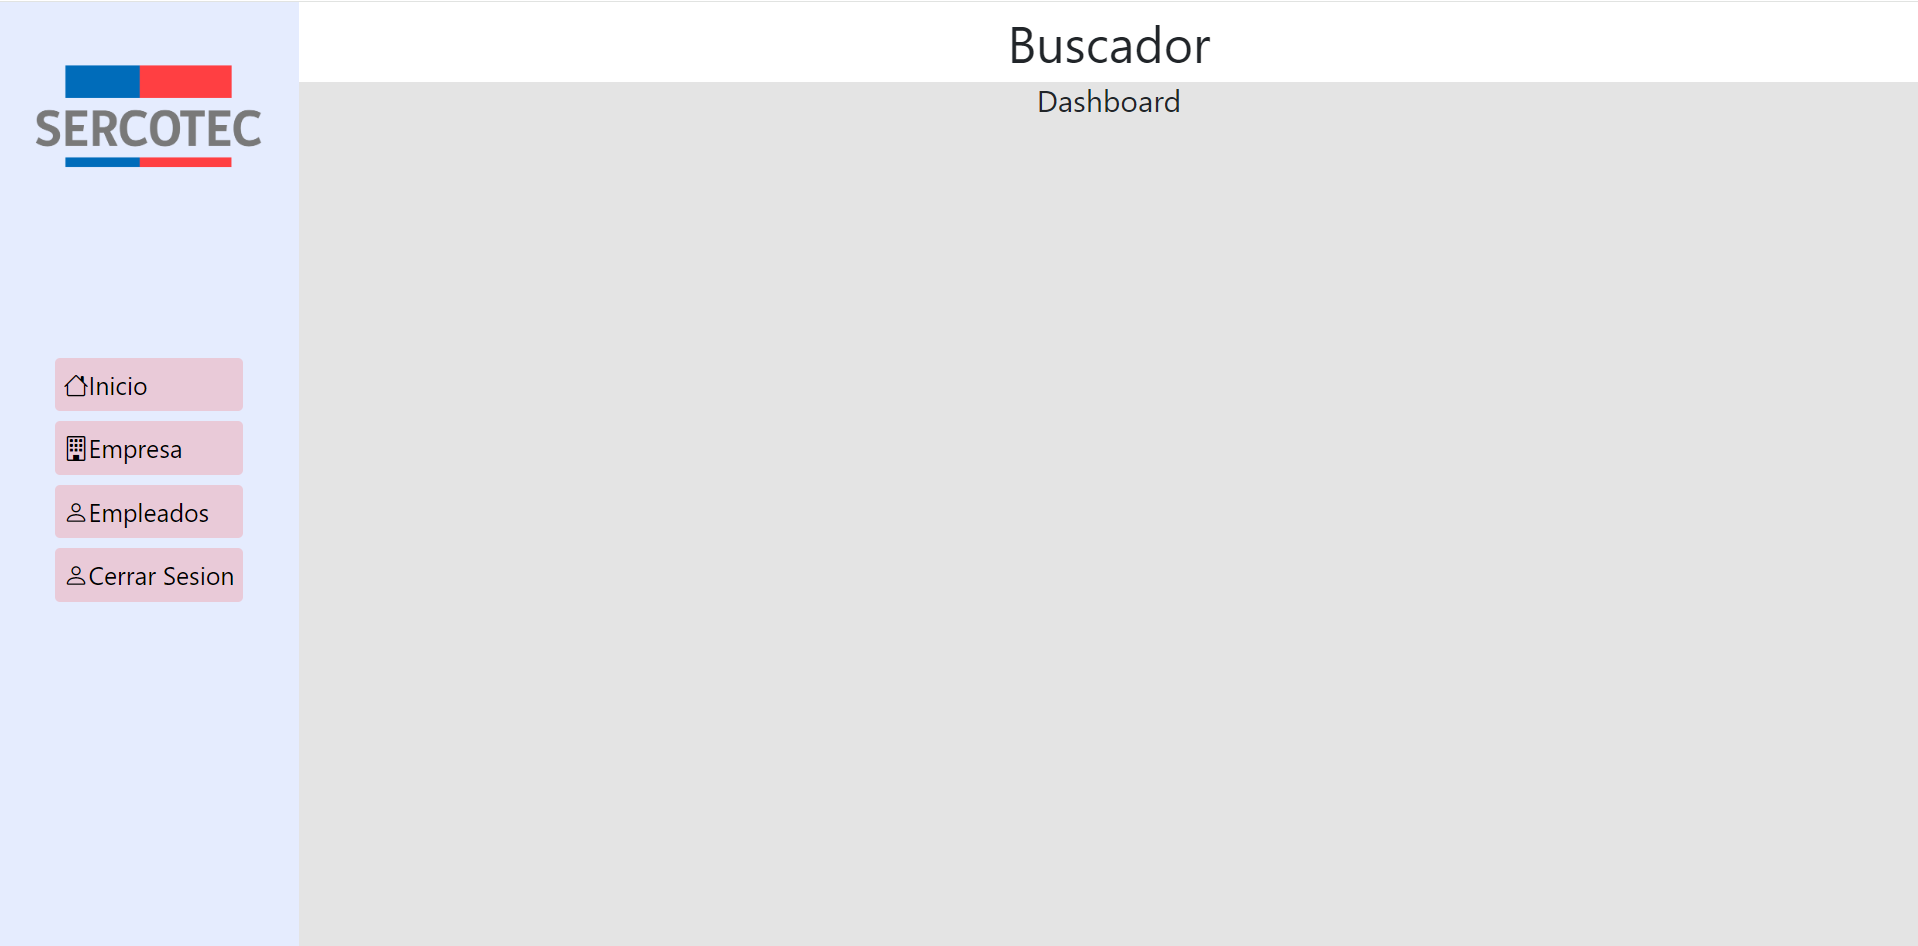 SERCOTEC
Inicio
Empresa
Empleados
Cerrar Sesion
Buscador
Dashboard